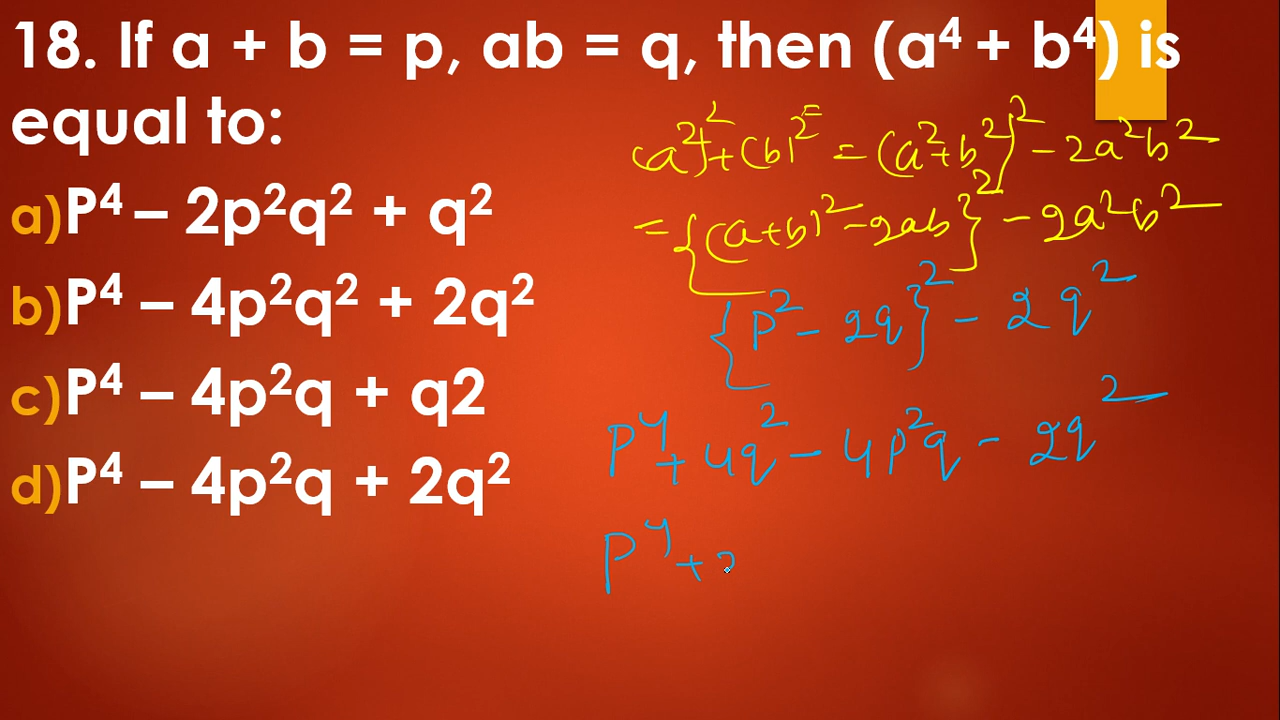 18. If a + b = p, ab = q, then (a⁴ + b⁴) is
equal to:
a) P⁴ – 2p²q² + q²
b) P⁴ – 4p²q² + 2q²
c) P⁴ – 4p²q + q2
d) P⁴ – 4p²q + 2q²
(a²)² + (b)²⁼ = (a²+b²)² – 2a²b²
= {(a+b)² – 2ab}² – 2a²b²
{p² – 2q}² – 2q²
p⁴ + 4q² – 4p²q – 2q²
p⁴ +